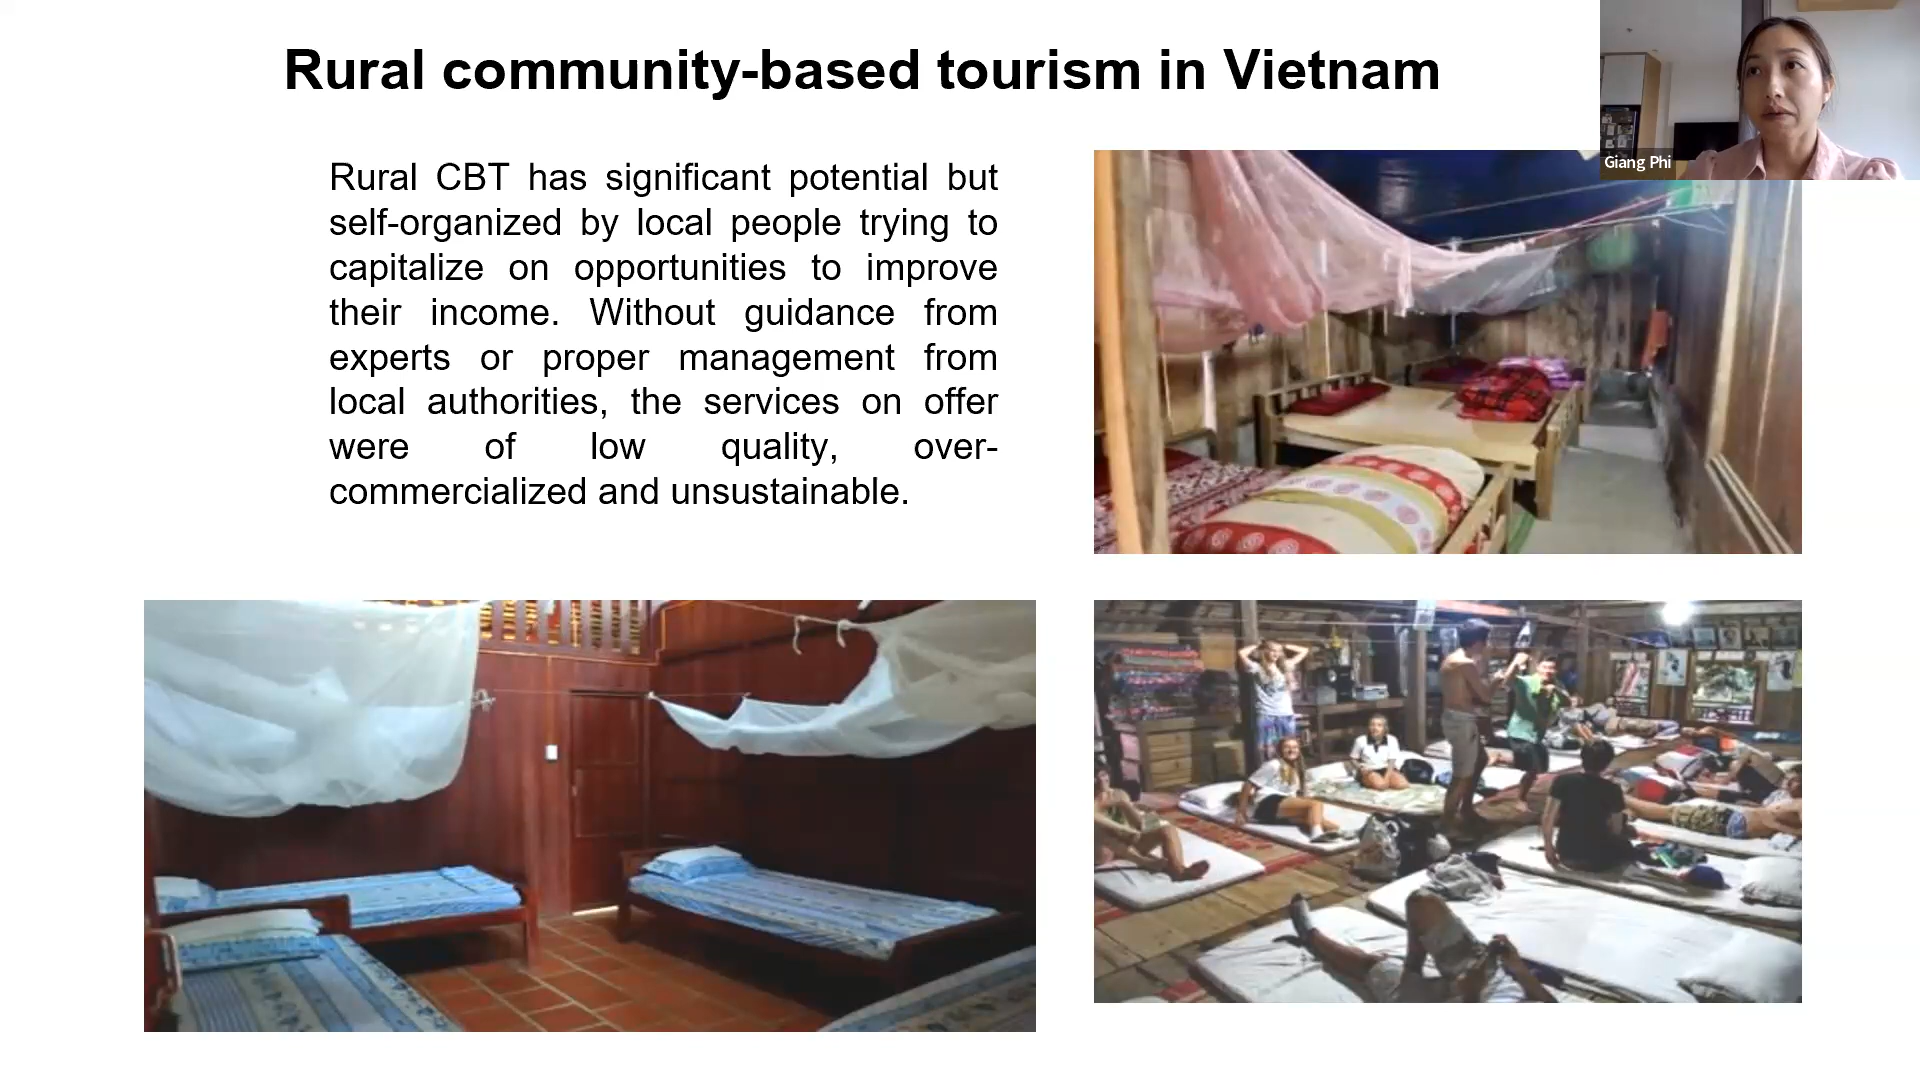 Rural community-based tourism in Vietnam
Giang Phi
Rural CBT has significant potential but
self-organized by local people trying to
capitalize on opportunities to improve
their income. Without guidance from
experts or proper management from
local authorities, the services on offer
were of low quality, over-
commercialized and unsustainable.